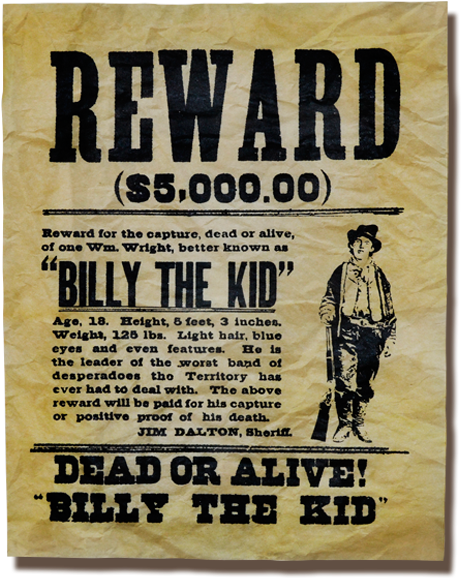 REWARD
($5,000.00)
Reward for the capture, dead or alive,
of one Wm. Wright, better known as
"BILLY THE KID"
Age, 18. Height, 5 feet, 3 inches.
Weight, 125 lbs. Light hair, blue
eyes and even features. He is
the leader of the worst band of
desperadoes the Territory has
ever had to deal with. The above
reward will be paid for his capture
or positive proof of his death.
JIM DALTON, Sheriff.
DEAD OR ALIVE!
"BILLY THE KID"